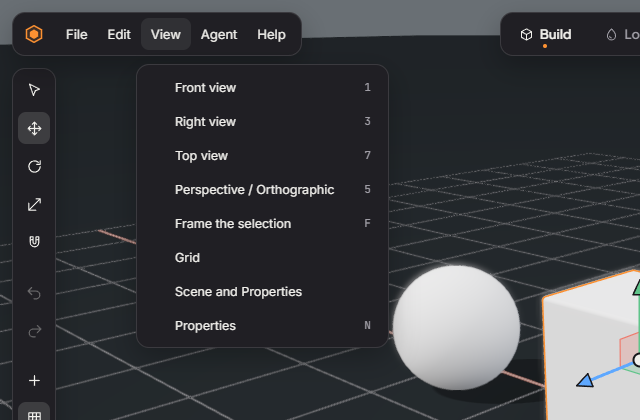 File Edit View Agent Help
Build
Front view 1
Right view 3
Top view 7
Perspective / Orthographic 5
Frame the selection F
Grid
Scene and Properties
Properties N